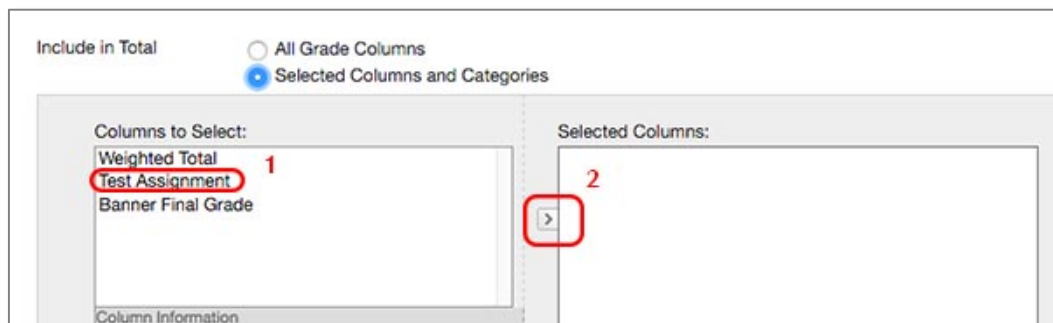 Include in Total
All Grade Columns
Selected Columns and Categories
Columns to Select:
Selected Columns:
Weighted Total
1
Test Assignment
2
Banner Final Grade
>
Column Information